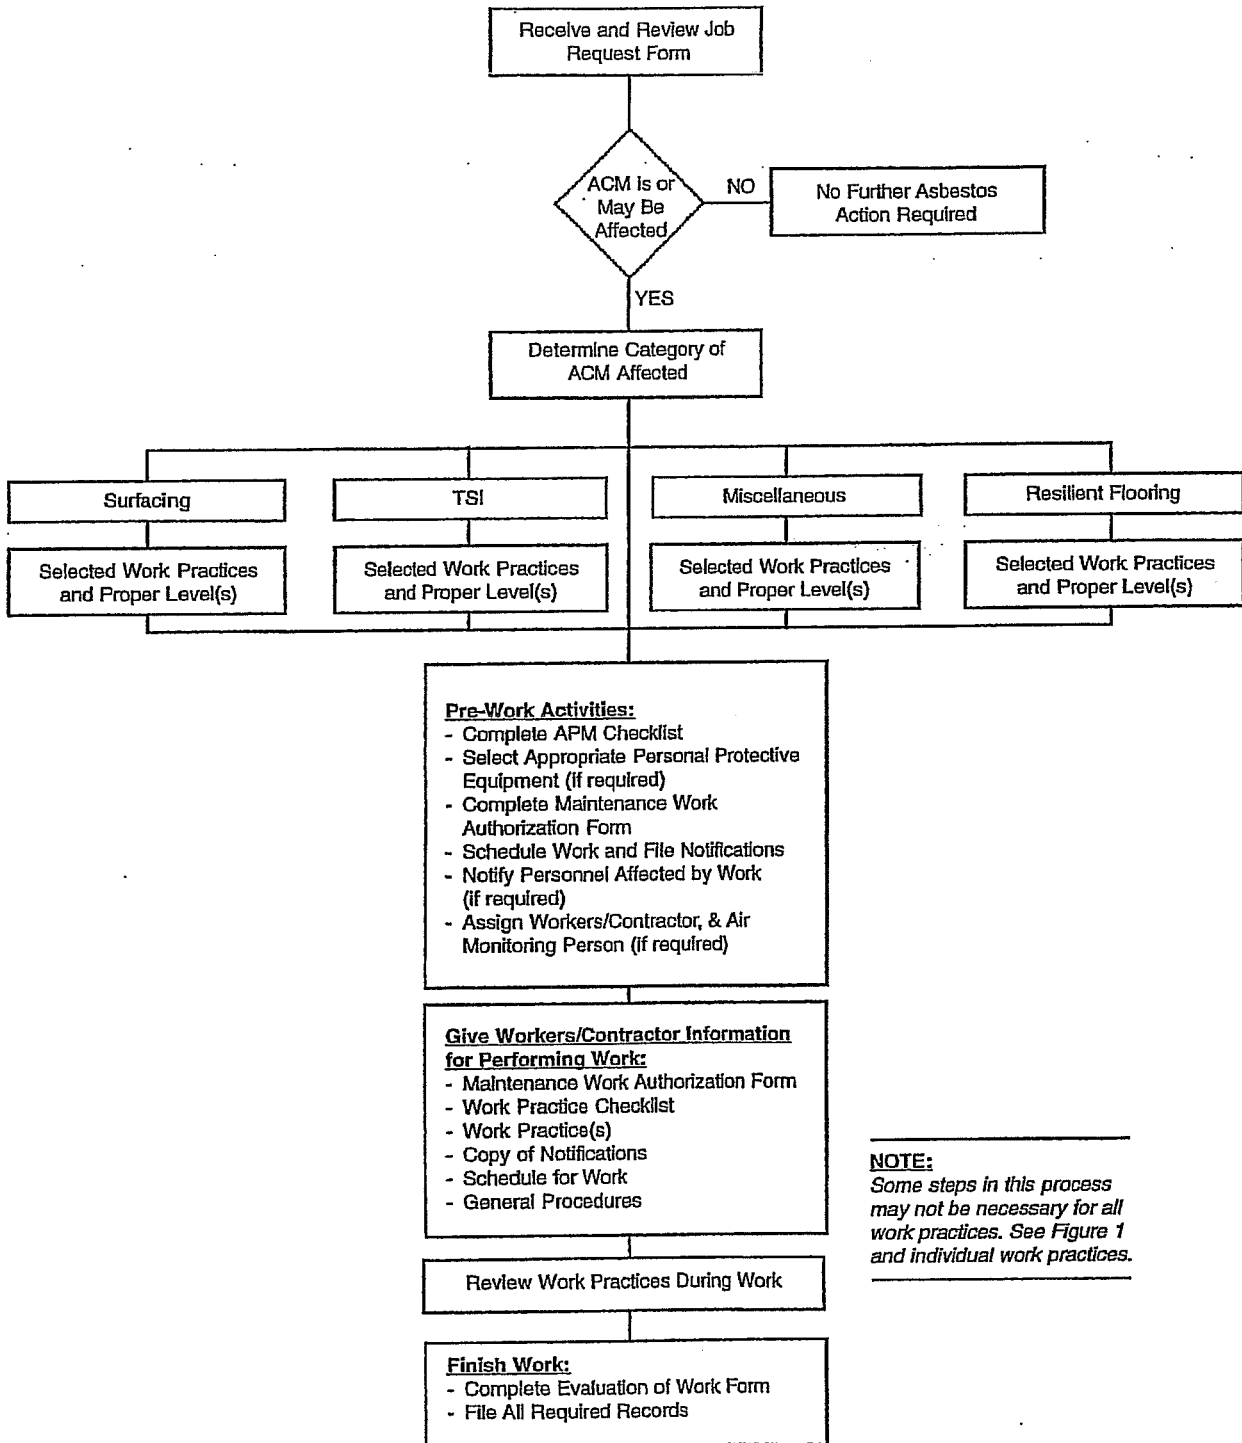 Receive and Review Job
Request Form
ACM is or
May Be
Affected
NO
No Further Asbestos
Action Required
YES
Determine Category of
ACM Affected
Surfacing
TSI
Miscellaneous
Resilient Flooring
Selected Work Practices
and Proper Level(s)
Selected Work Practices
and Proper Level(s)
Selected Work Practices
and Proper Level(s)
Selected Work Practices
and Proper Level(s)
Pre-Work Activities:
- Complete APM Checklist
- Select Appropriate Personal Protective
Equipment (if required)
- Complete Maintenance Work
Authorization Form
- Schedule Work and File Notifications
- Notify Personnel Affected by Work
(if required)
- Assign Workers/Contractor, & Air
Monitoring Person (if required)
Give Workers/Contractor Information
for Performing Work:
- Maintenance Work Authorization Form
- Work Practice Checklist
- Work Practice(s)
- Copy of Notifications
- Schedule for Work
- General Procedures
NOTE:
Some steps in this process
may not be necessary for all
work practices. See Figure 1
and individual work practices.
Review Work Practices During Work
Finish Work:
- Complete Evaluation of Work Form
- File All Required Records